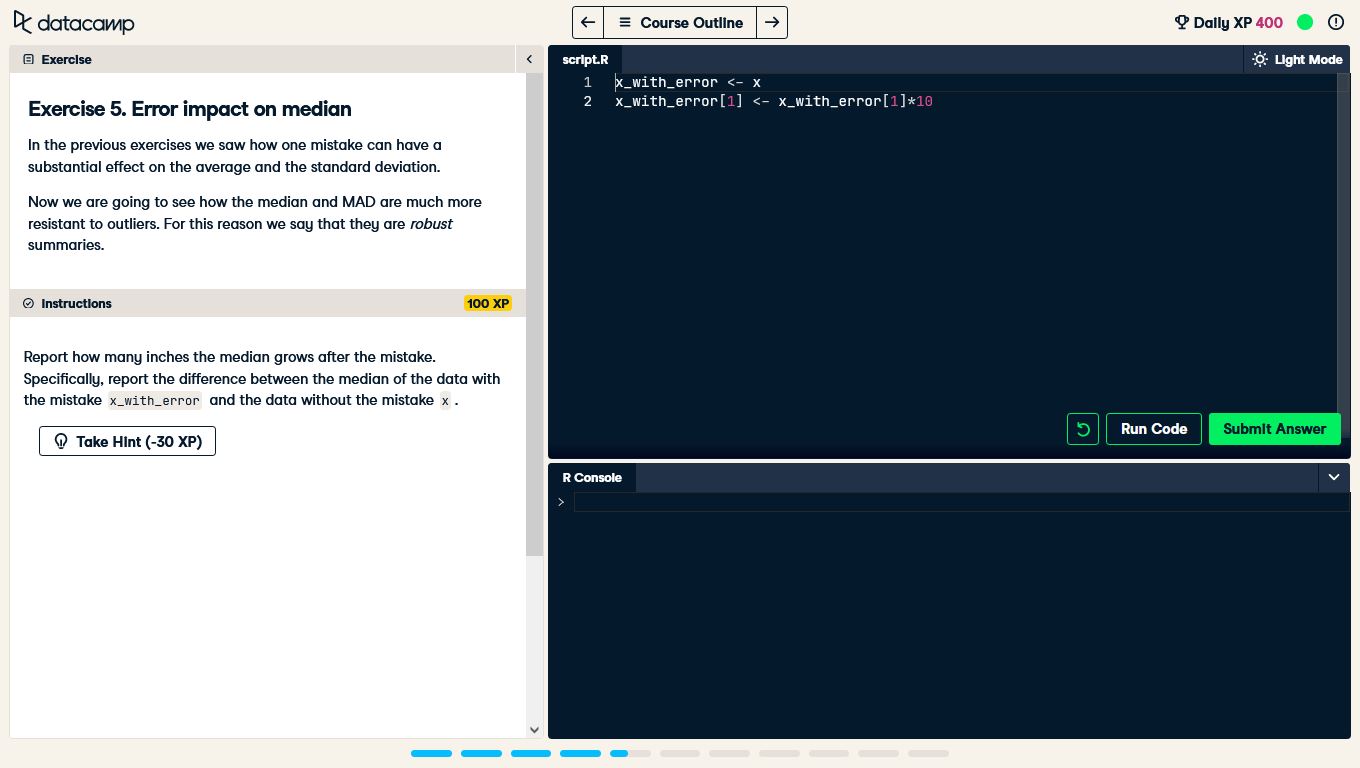 datacamp
Course Outline
Daily XP 400
Exercise
Exercise 5. Error impact on median
In the previous exercises we saw how one mistake can have a
substantial effect on the average and the standard deviation.
Now we are going to see how the median and MAD are much more
resistant to outliers. For this reason we say that they are robust
summaries.
Instructions
100 XP
Report how many inches the median grows after the mistake.
Specifically, report the difference between the median of the data with
the mistake x_with_error and the data without the mistake x .
Take Hint (-30 XP)
script.R
Light Mode
1 x_with_error <- x
2 x_with_error[1] <- x_with_error[1]*10
Run Code
Submit Answer
R Console
>